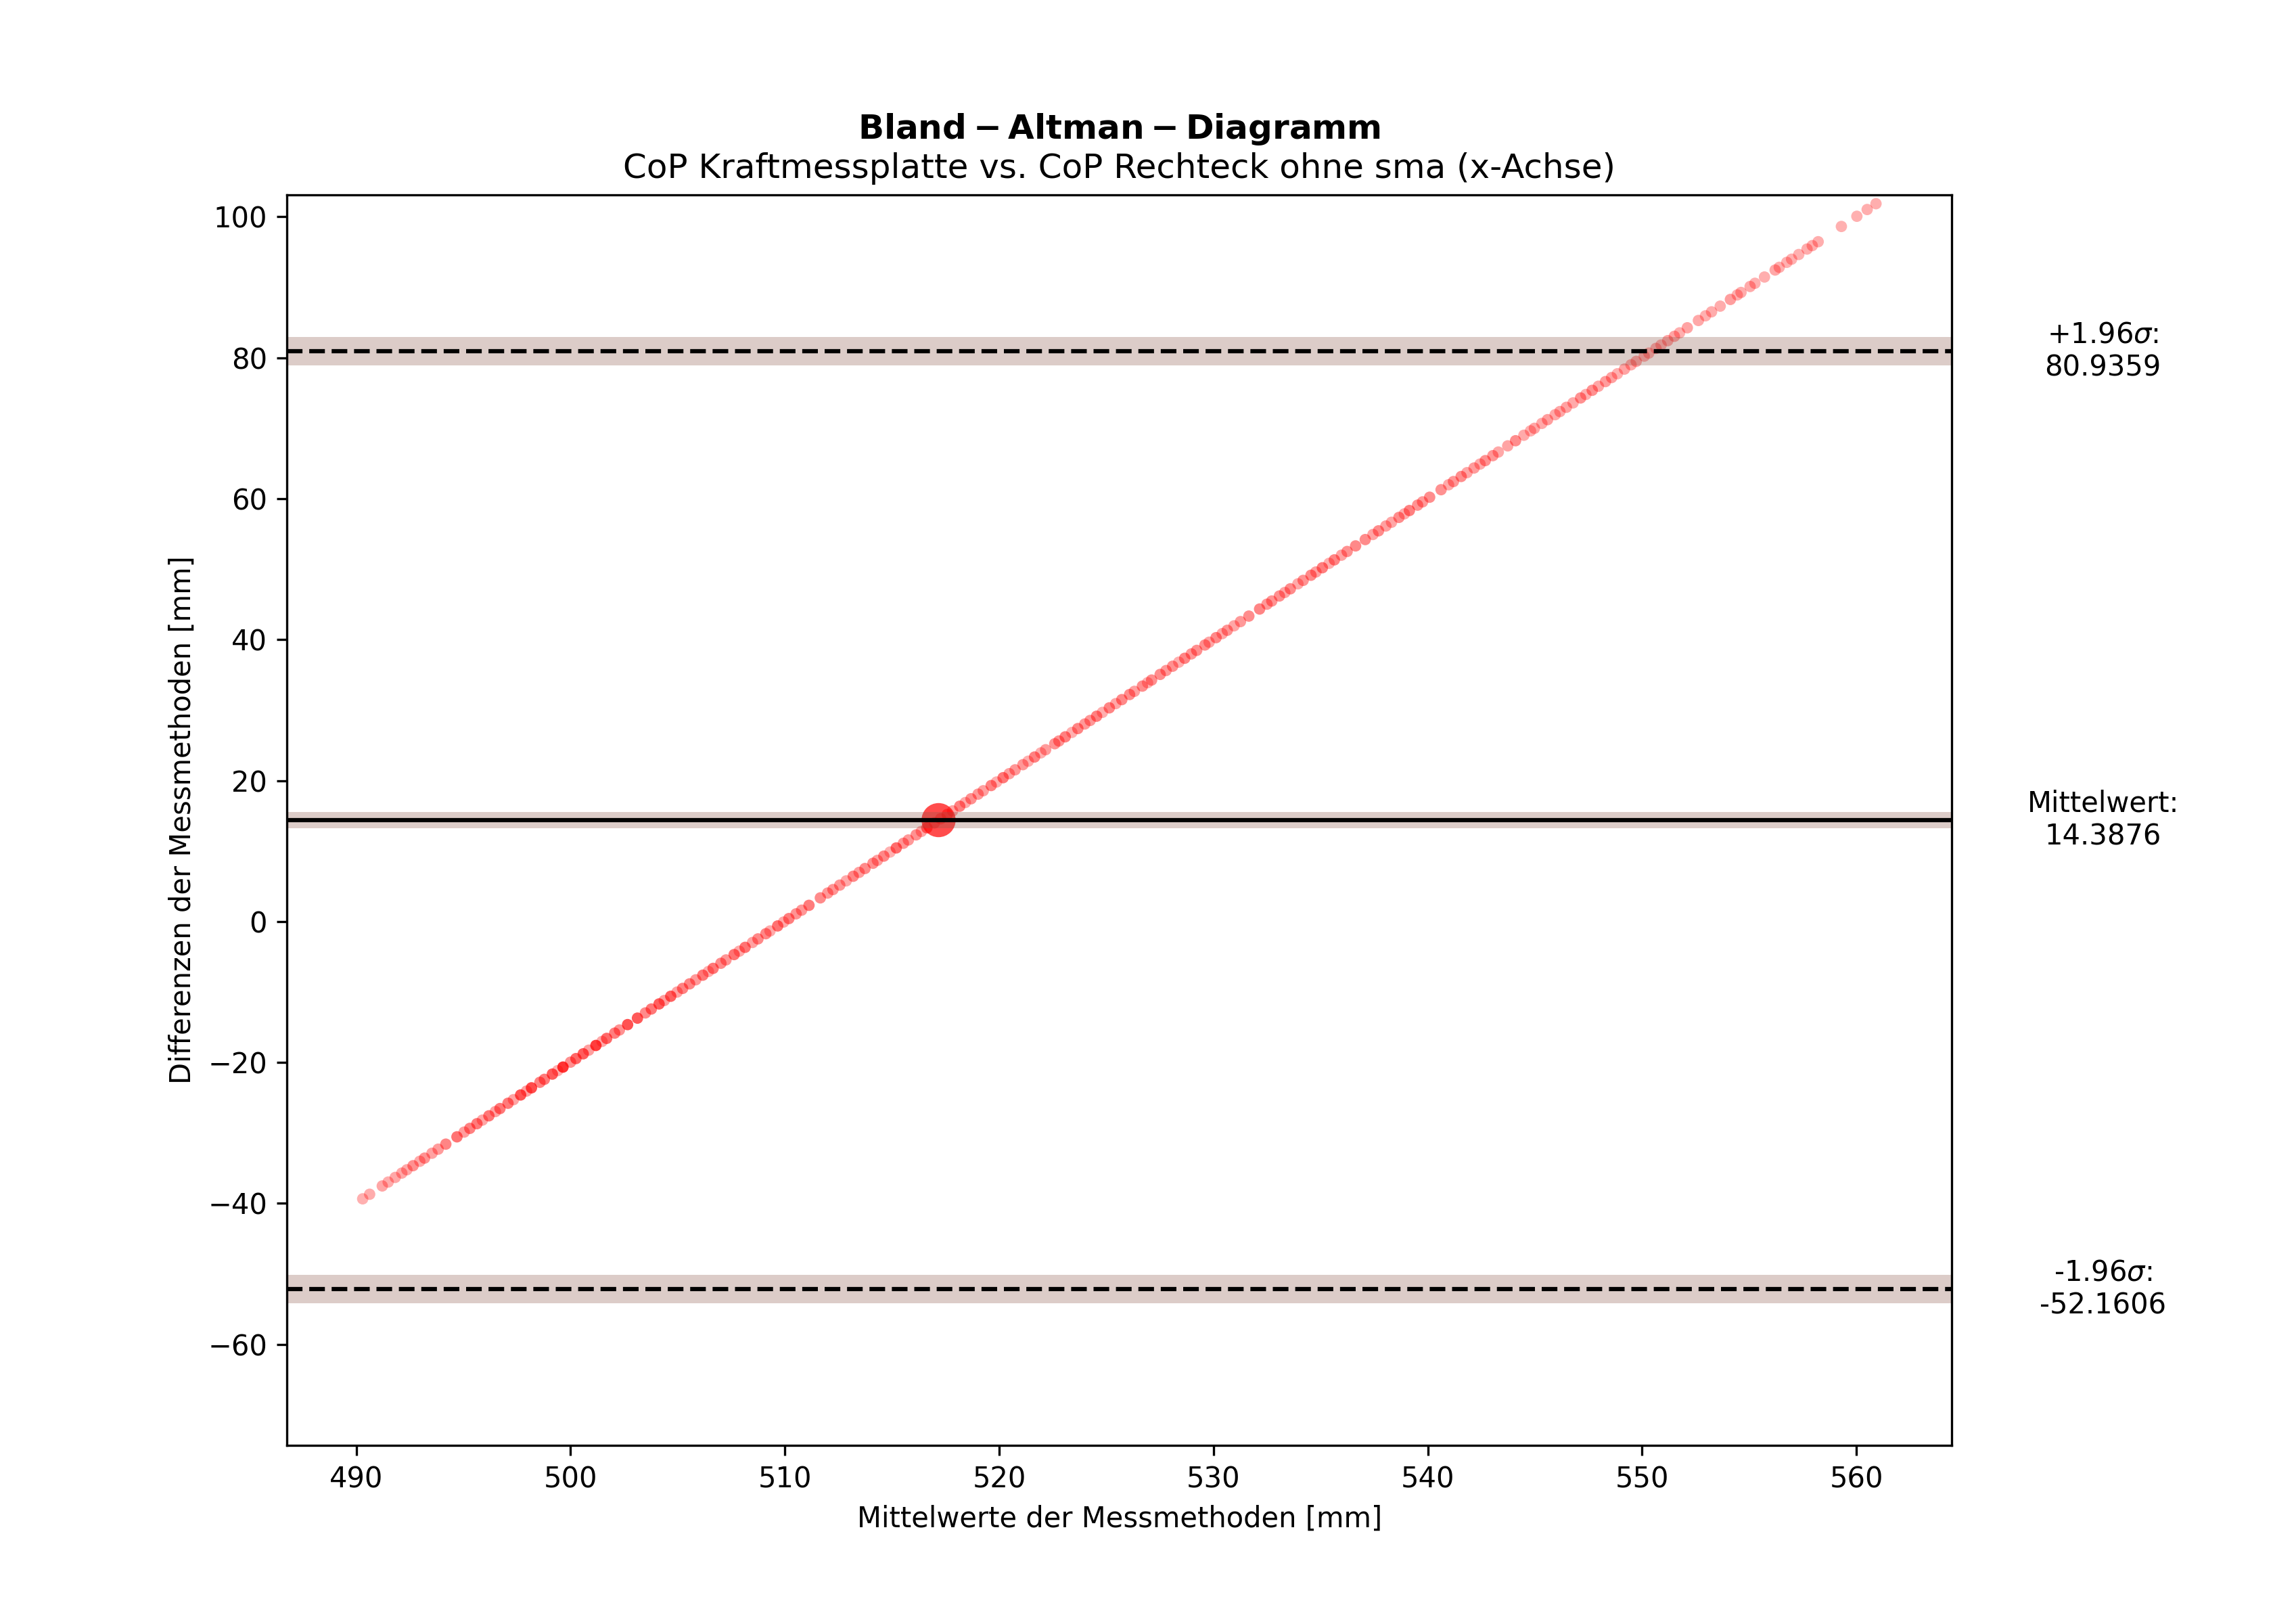 Bland − Altman − Diagramm
CoP Kraftmessplatte vs. CoP Rechteck ohne sma (x-Achse)
Differenzen der Messmethoden [mm]
100
80
60
40
20
0
−20
−40
−60
+1.96σ:
80.9359
Mittelwert:
14.3876
-1.96σ:
-52.1606
490 500 510 520 530 540 550 560
Mittelwerte der Messmethoden [mm]